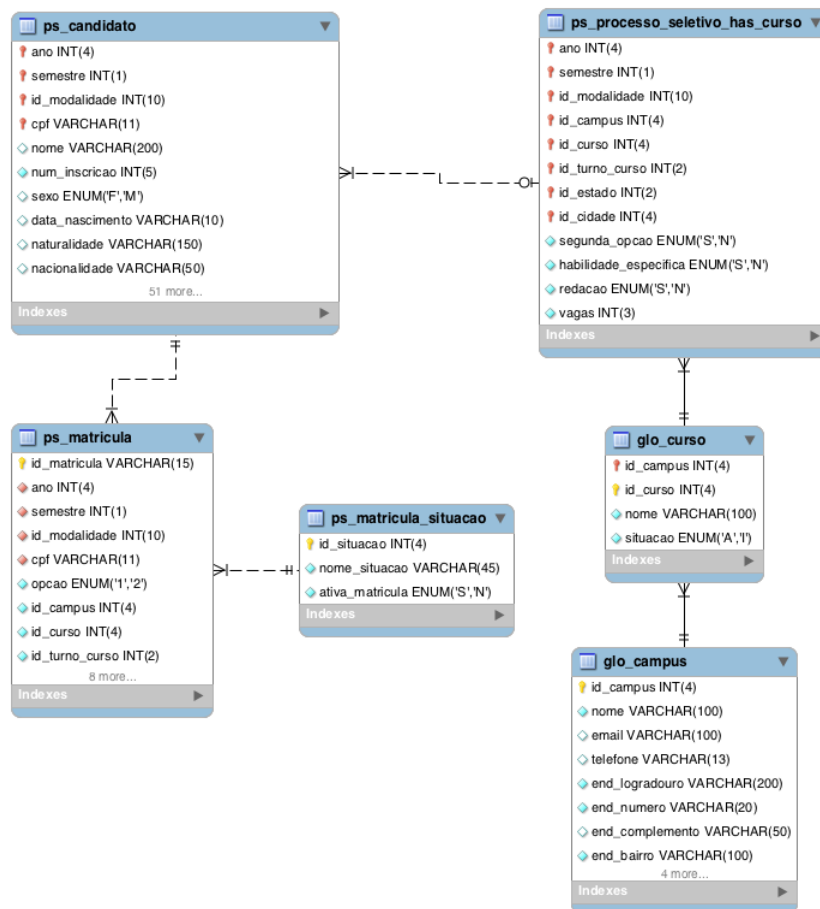 ps_candidato
ano INT(4)
semestre INT(1)
id_modalidade INT(10)
cpf VARCHAR(11)
nome VARCHAR(200)
num_inscricao INT(5)
sexo ENUM('F','M')
data_nascimento VARCHAR(10)
naturalidade VARCHAR(150)
nacionalidade VARCHAR(50)
51 more...
Indexes
ps_processo_seletivo_has_curso
ano INT(4)
semestre INT(1)
id_modalidade INT(10)
id_campus INT(4)
id_curso INT(4)
id_turno_curso INT(2)
id_estado INT(2)
id_cidade INT(4)
segunda_opcao ENUM('S','N')
habilidade_especifica ENUM('S','N')
redacao ENUM('S','N')
vagas INT(3)
Indexes
ps_matricula
id_matricula VARCHAR(15)
ano INT(4)
semestre INT(1)
id_modalidade INT(10)
cpf VARCHAR(11)
opcao ENUM('1','2')
id_campus INT(4)
id_curso INT(4)
id_turno_curso INT(2)
8 more...
Indexes
ps_matricula_situacao
id_situacao INT(4)
nome_situacao VARCHAR(45)
ativa_matricula ENUM('S','N')
Indexes
glo_curso
id_campus INT(4)
id_curso INT(4)
nome VARCHAR(100)
situacao ENUM('A','I')
Indexes
glo_campus
id_campus INT(4)
nome VARCHAR(100)
email VARCHAR(100)
telefone VARCHAR(13)
end_logradouro VARCHAR(200)
end_numero VARCHAR(20)
end_complemento VARCHAR(50)
end_bairro VARCHAR(100)
4 more...
Indexes